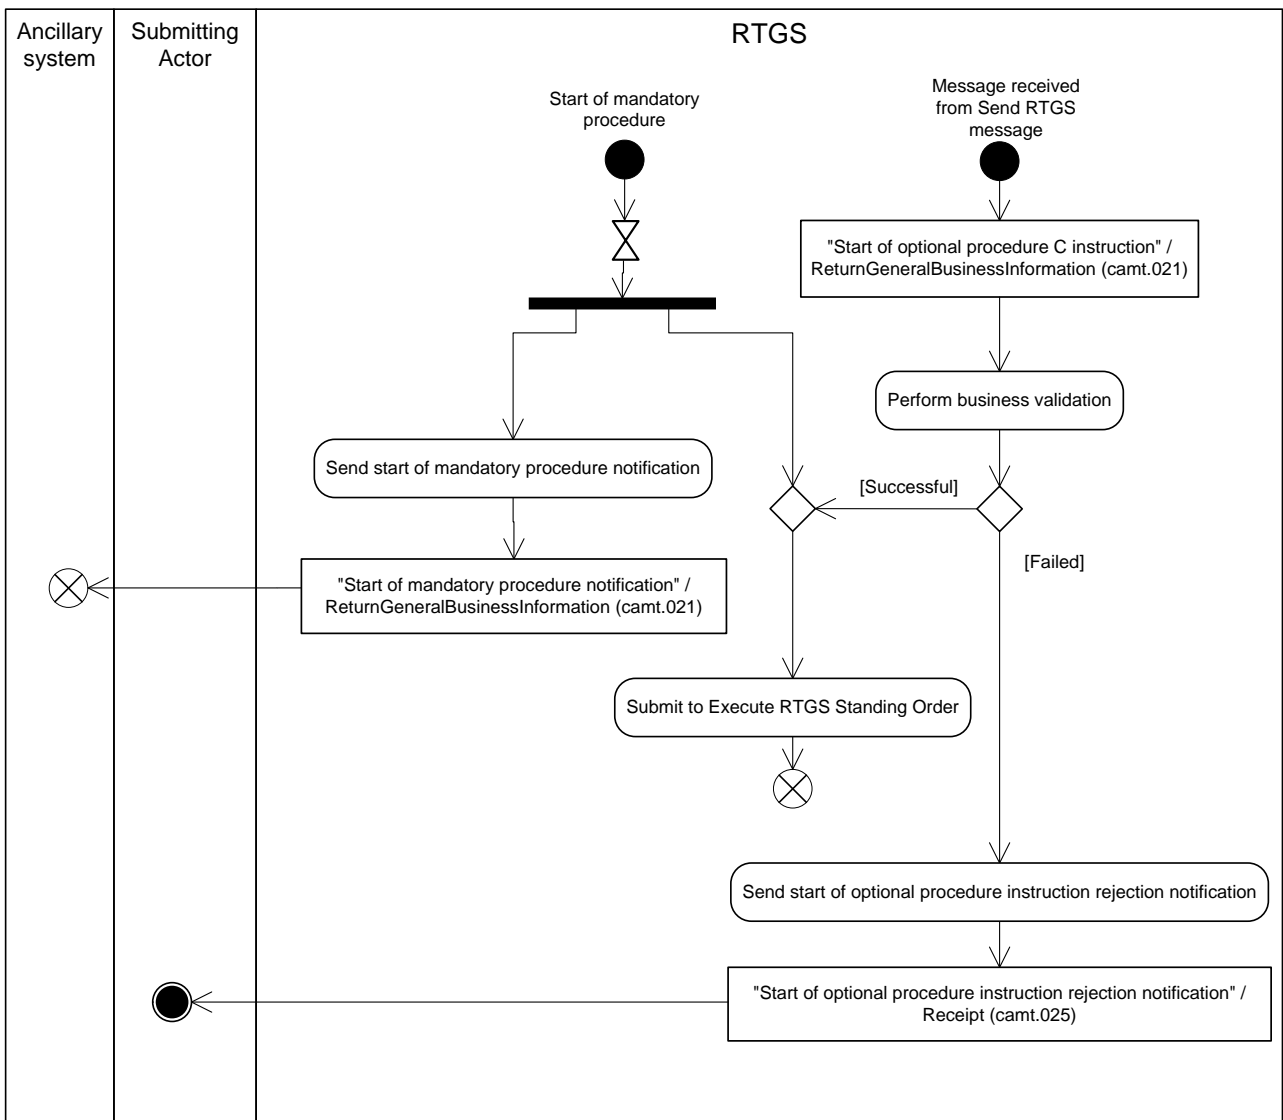 Ancillary
system
Submitting
Actor
RTGS
Start of mandatory
procedure
Message received
from Send RTGS
message
"Start of optional procedure C instruction" /
ReturnGeneralBusinessInformation (camt.021)
Perform business validation
Send start of mandatory procedure notification
[Successful]
[Failed]
"Start of mandatory procedure notification" /
ReturnGeneralBusinessInformation (camt.021)
Submit to Execute RTGS Standing Order
Send start of optional procedure instruction rejection notification
"Start of optional procedure instruction rejection notification" /
Receipt (camt.025)